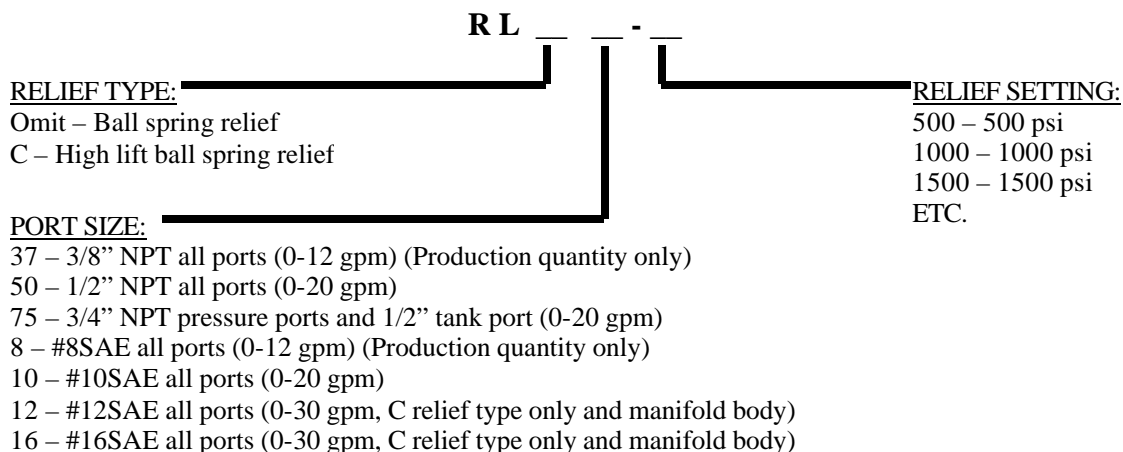 R L __ __ - __
RELIEF TYPE:
Omit – Ball spring relief
C – High lift ball spring relief
RELIEF SETTING:
500 – 500 psi
1000 – 1000 psi
1500 – 1500 psi
ETC.
PORT SIZE:
37 – 3/8” NPT all ports (0-12 gpm) (Production quantity only)
50 – 1/2” NPT all ports (0-20 gpm)
75 – 3/4” NPT pressure ports and 1/2” tank port (0-20 gpm)
8 – #8SAE all ports (0-12 gpm) (Production quantity only)
10 – #10SAE all ports (0-20 gpm)
12 – #12SAE all ports (0-30 gpm, C relief type only and manifold body)
16 – #16SAE all ports (0-30 gpm, C relief type only and manifold body)